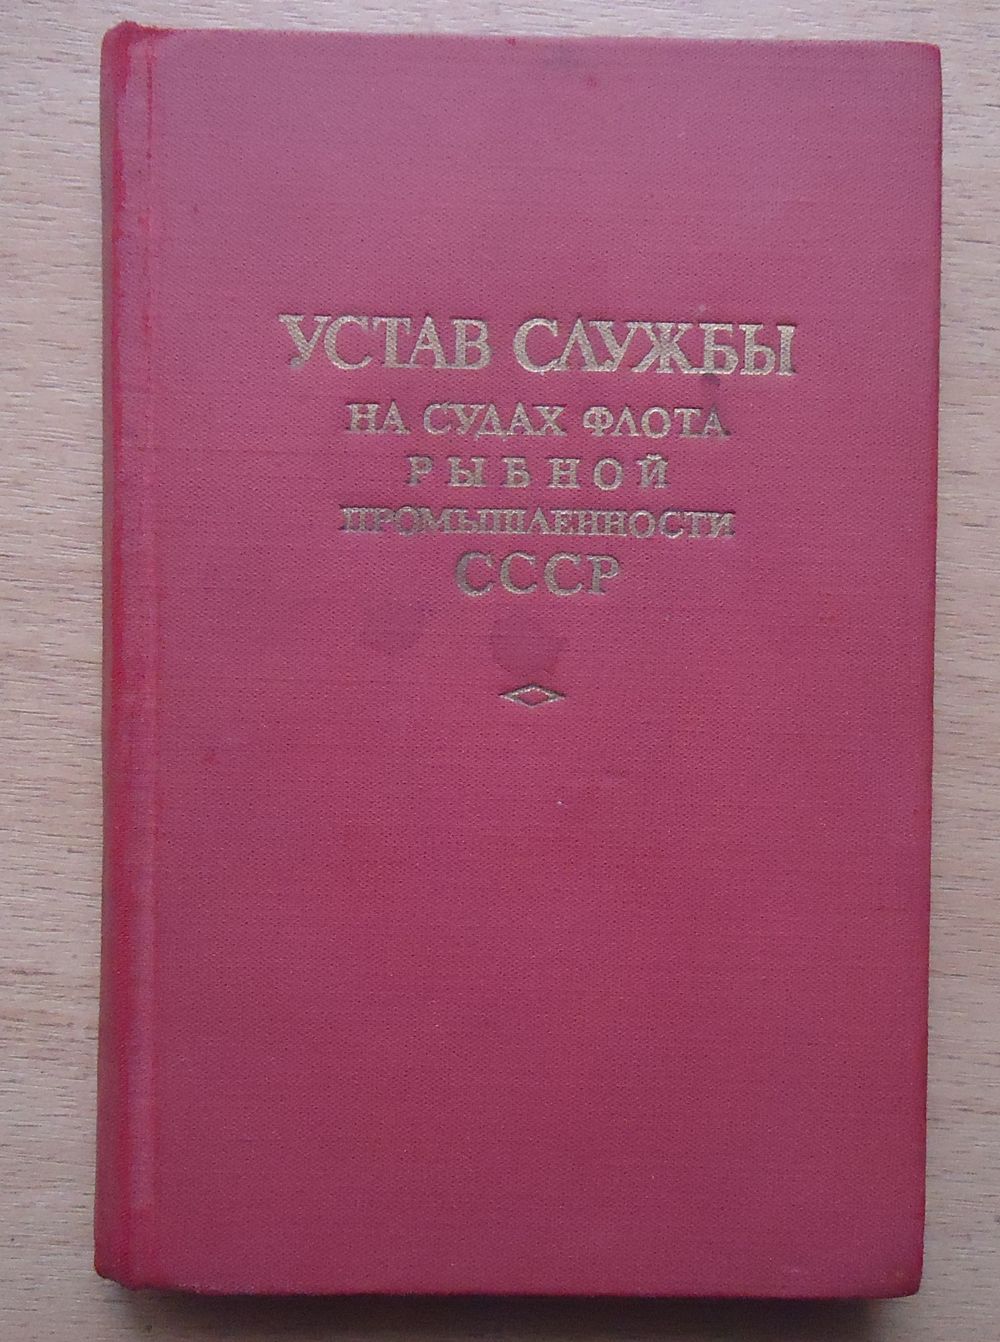 УСТАВ СЛУЖБЫ
НА СУДАХ ФЛОТА
РЫБНОЙ
ПРОМЫШЛЕННОСТИ
СССР